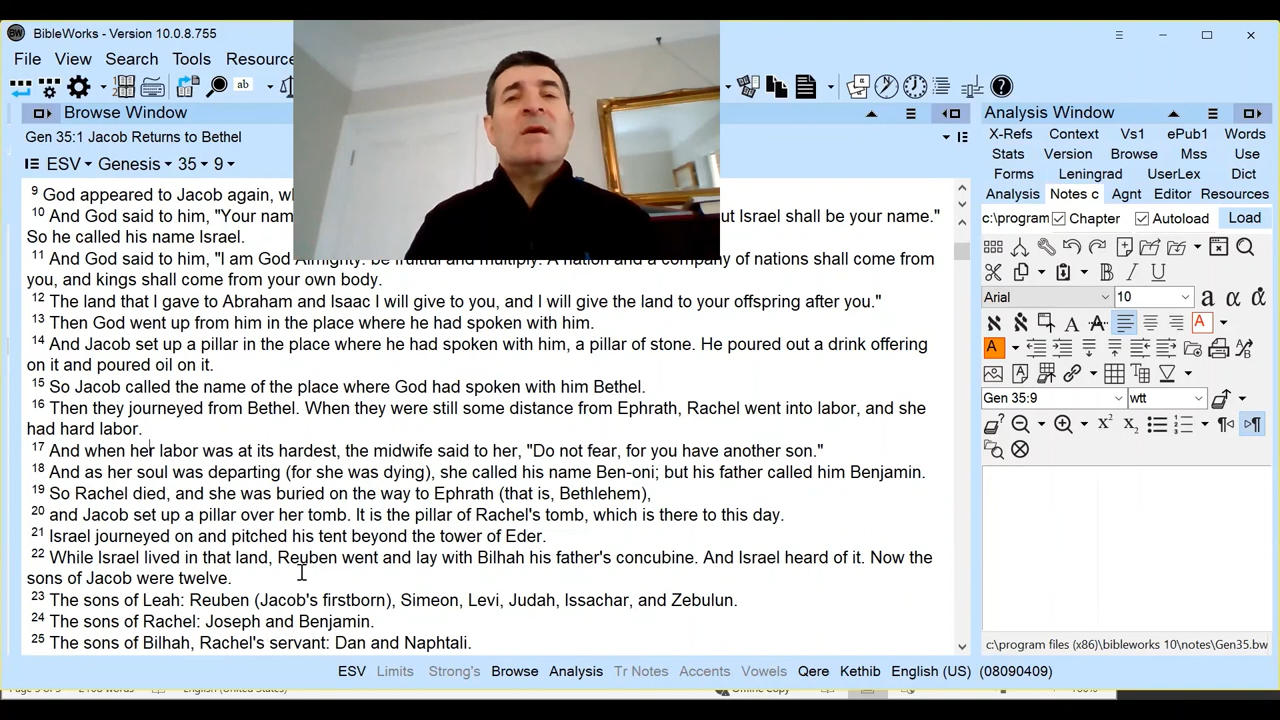 BibleWorks - Version 10.0.8.755
File View Search Tools Resource
ab
Browse Window
Gen 35:1 Jacob Returns to Bethel
ESV Genesis 35 9
9 God appeared to Jacob again, wh
10 And God said to him, "Your nam ut Israel shall be your name."
So he called his name Israel.
11 And God said to him, "I am God Almighty: be fruitful and multiply. A nation and a company of nations shall come from
you, and kings shall come from your own body.
12 The land that I gave to Abraham and Isaac I will give to you, and I will give the land to your offspring after you."
13 Then God went up from him in the place where he had spoken with him.
14 And Jacob set up a pillar in the place where he had spoken with him, a pillar of stone. He poured out a drink offering
on it and poured oil on it.
15 So Jacob called the name of the place where God had spoken with him Bethel.
16 Then they journeyed from Bethel. When they were still some distance from Ephrath, Rachel went into labor, and she
had hard labor.
17 And when her labor was at its hardest, the midwife said to her, "Do not fear, for you have another son."
18 And as her soul was departing (for she was dying), she called his name Ben-oni; but his father called him Benjamin.
19 So Rachel died, and she was buried on the way to Ephrath (that is, Bethlehem),
20 and Jacob set up a pillar over her tomb. It is the pillar of Rachel's tomb, which is there to this day.
21 Israel journeyed on and pitched his tent beyond the tower of Eder.
22 While Israel lived in that land, Reuben went and lay with Bilhah his father's concubine. And Israel heard of it. Now the
sons of Jacob were twelve.
23 The sons of Leah: Reuben (Jacob's firstborn), Simeon, Levi, Judah, Issachar, and Zebulun.
24 The sons of Rachel: Joseph and Benjamin.
25 The sons of Bilhah, Rachel's servant: Dan and Naphtali.
Analysis Window
X-Refs Context Vs1 ePub1 Words
Stats Version Browse Mss Use
Forms Leningrad UserLex Dict
Analysis Notes c Agnt Editor Resources
c:\program Chapter Autoload Load
B I U
Arial 10 a α α
Gen 35:9 wtt
c:\program files (x86)\bibleworks 10\notes\Gen35.bw
ESV Limits Strong's Browse Analysis Tr Notes Accents Vowels Qere Kethib English (US) (08090409)